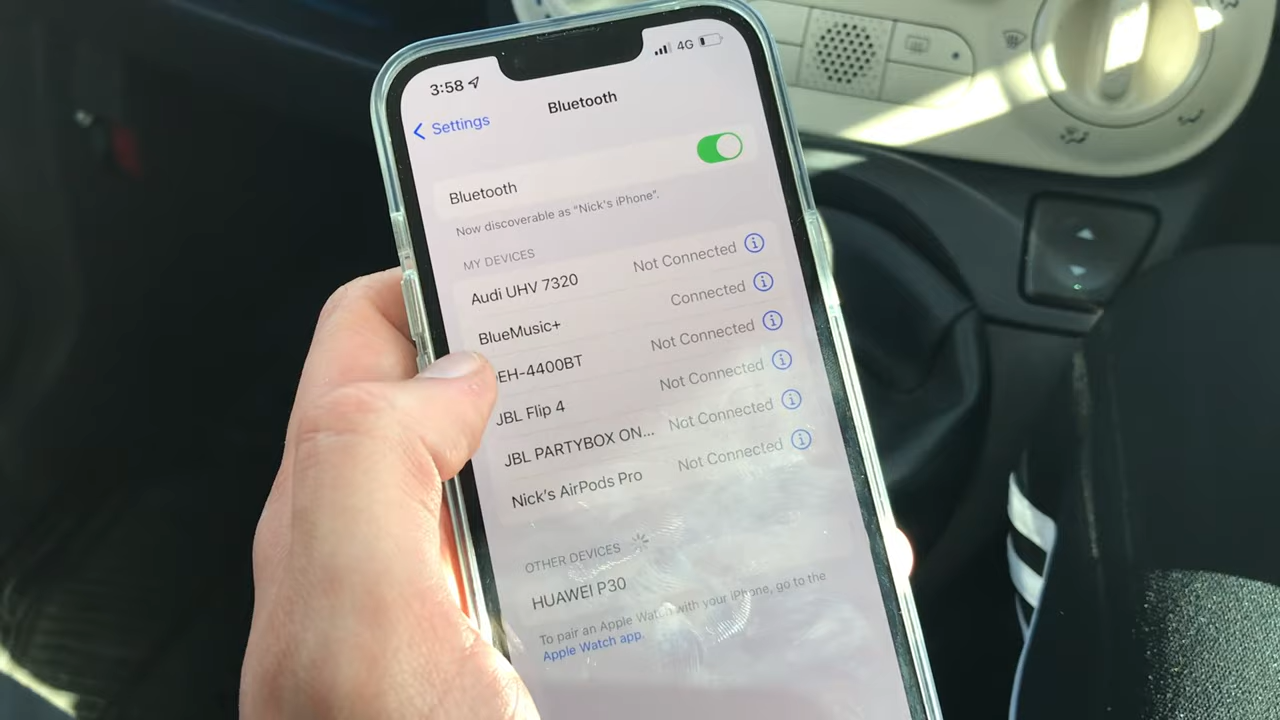 3:58 4G
Settings
Bluetooth
Bluetooth
Now discoverable as “Nick's iPhone”.
MY DEVICES
Audi UHV 7320 Not Connected
BlueMusic+ Connected
EH-4400BT Not Connected
JBL Flip 4 Not Connected
JBL PARTYBOX ON... Not Connected
Nick's AirPods Pro Not Connected
OTHER DEVICES
HUAWEI P30
To pair an Apple Watch with your iPhone, go to the
Apple Watch app.